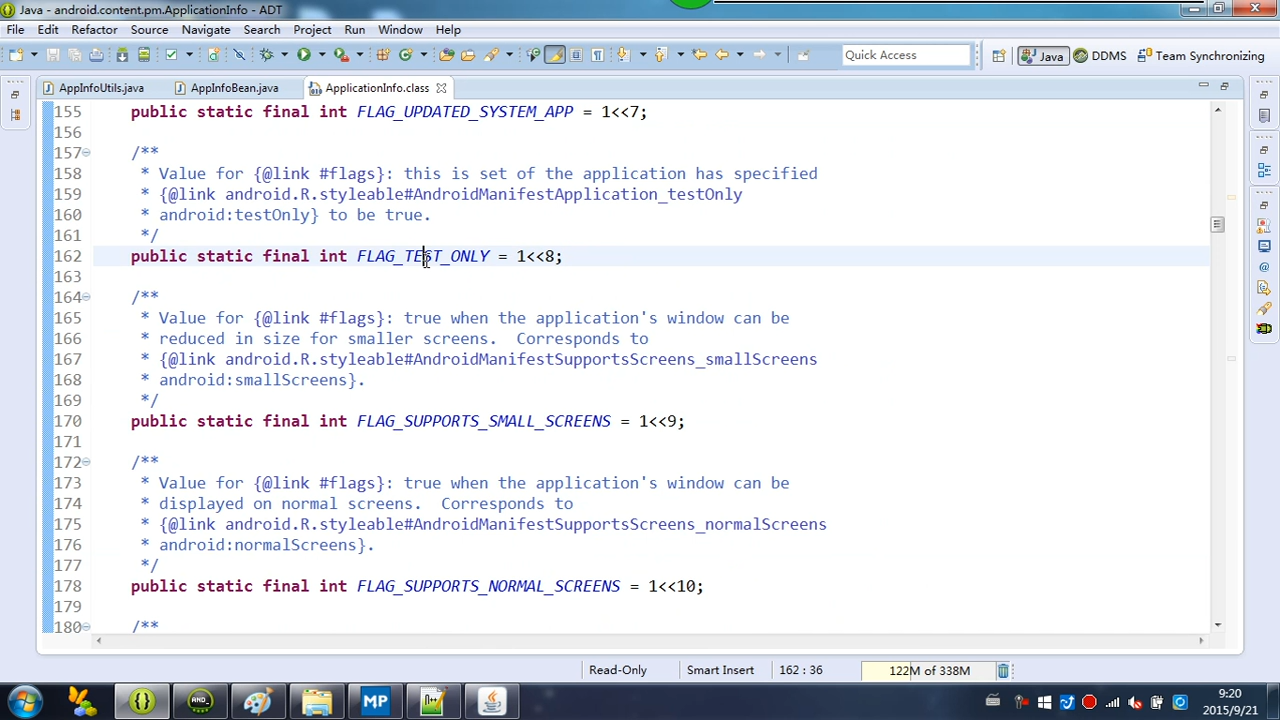 Java - android.content.pm.ApplicationInfo - ADT
File Edit Refactor Source Navigate Search Project Run Window Help
Quick Access Java DDMS Team Synchronizing
AppInfoUtils.java AppInfoBean.java ApplicationInfo.class
155 public static final int FLAG_UPDATED_SYSTEM_APP = 1<<7;
156
157 /**
158 * Value for {@link #flags}: this is set of the application has specified
159 * {@link android.R.styleable#AndroidManifestApplication_testOnly
160 * android:testOnly} to be true.
161 */
162 public static final int FLAG_TEST_ONLY = 1<<8;
163
164 /**
165 * Value for {@link #flags}: true when the application's window can be
166 * reduced in size for smaller screens.  Corresponds to
167 * {@link android.R.styleable#AndroidManifestSupportsScreens_smallScreens
168 * android:smallScreens}.
169 */
170 public static final int FLAG_SUPPORTS_SMALL_SCREENS = 1<<9;
171
172 /**
173 * Value for {@link #flags}: true when the application's window can be
174 * displayed on normal screens.  Corresponds to
175 * {@link android.R.styleable#AndroidManifestSupportsScreens_normalScreens
176 * android:normalScreens}.
177 */
178 public static final int FLAG_SUPPORTS_NORMAL_SCREENS = 1<<10;
179
180 /**
Read-Only Smart Insert 162 : 36 122M of 338M
MP
9:20
2015/9/21